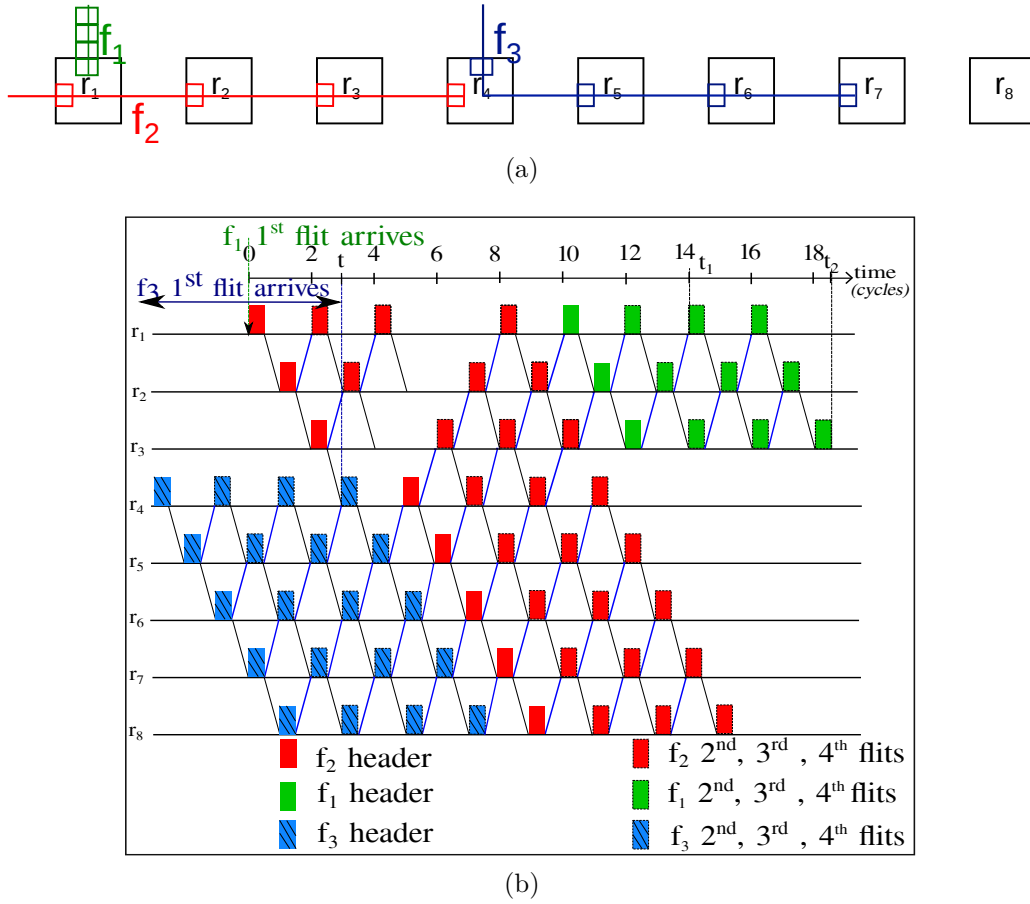 f₁
f₃
r₁ r₂ r₃ r₄ r₅ r₆ r₇ r₈
f₂
(a)
f₁ 1st flit arrives
0 2 t 4 6 8 10 12 14 t₁ 16 18 t₂
time
(cycles)
f3 1st flit arrives
r₁
r₂
r₃
r₄
r₅
r₆
r₇
r₈
f₂ header f₂ 2nd, 3rd , 4th flits
f₁ header f₁ 2nd, 3rd , 4th flits
f₃ header f₃ 2nd, 3rd , 4th flits
(b)